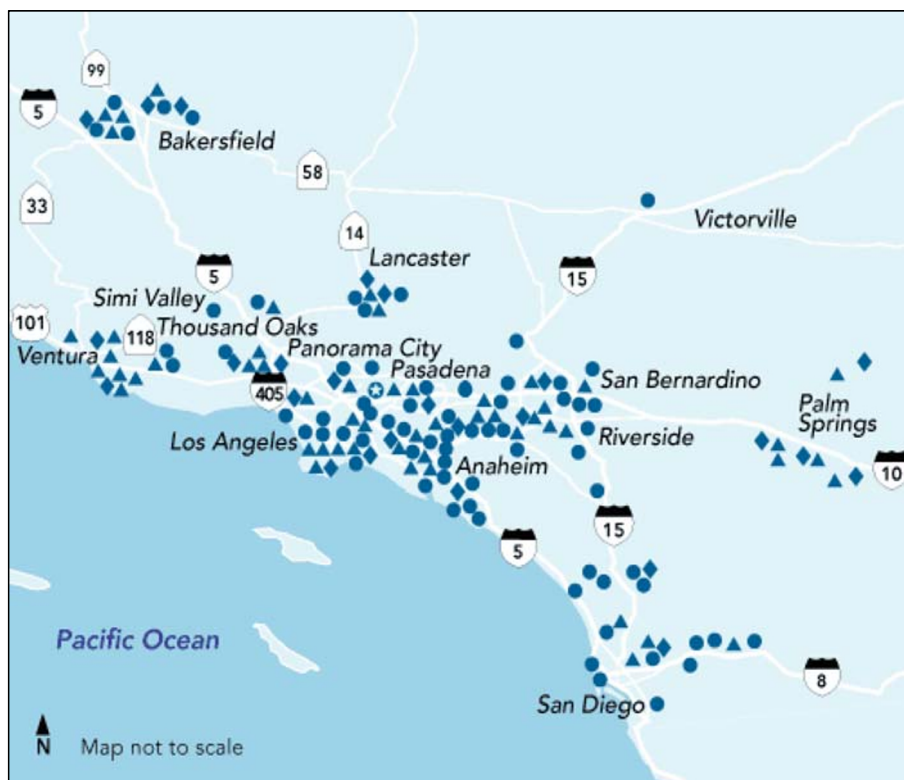 99
5
Bakersfield
58
33
Victorville
14
Lancaster
5
15
Simi Valley
101
118
Thousand Oaks
Ventura
Panorama City
Pasadena
405
San Bernardino
Palm
Springs
Los Angeles
Riverside
Anaheim
10
15
5
Pacific Ocean
8
San Diego
N
Map not to scale